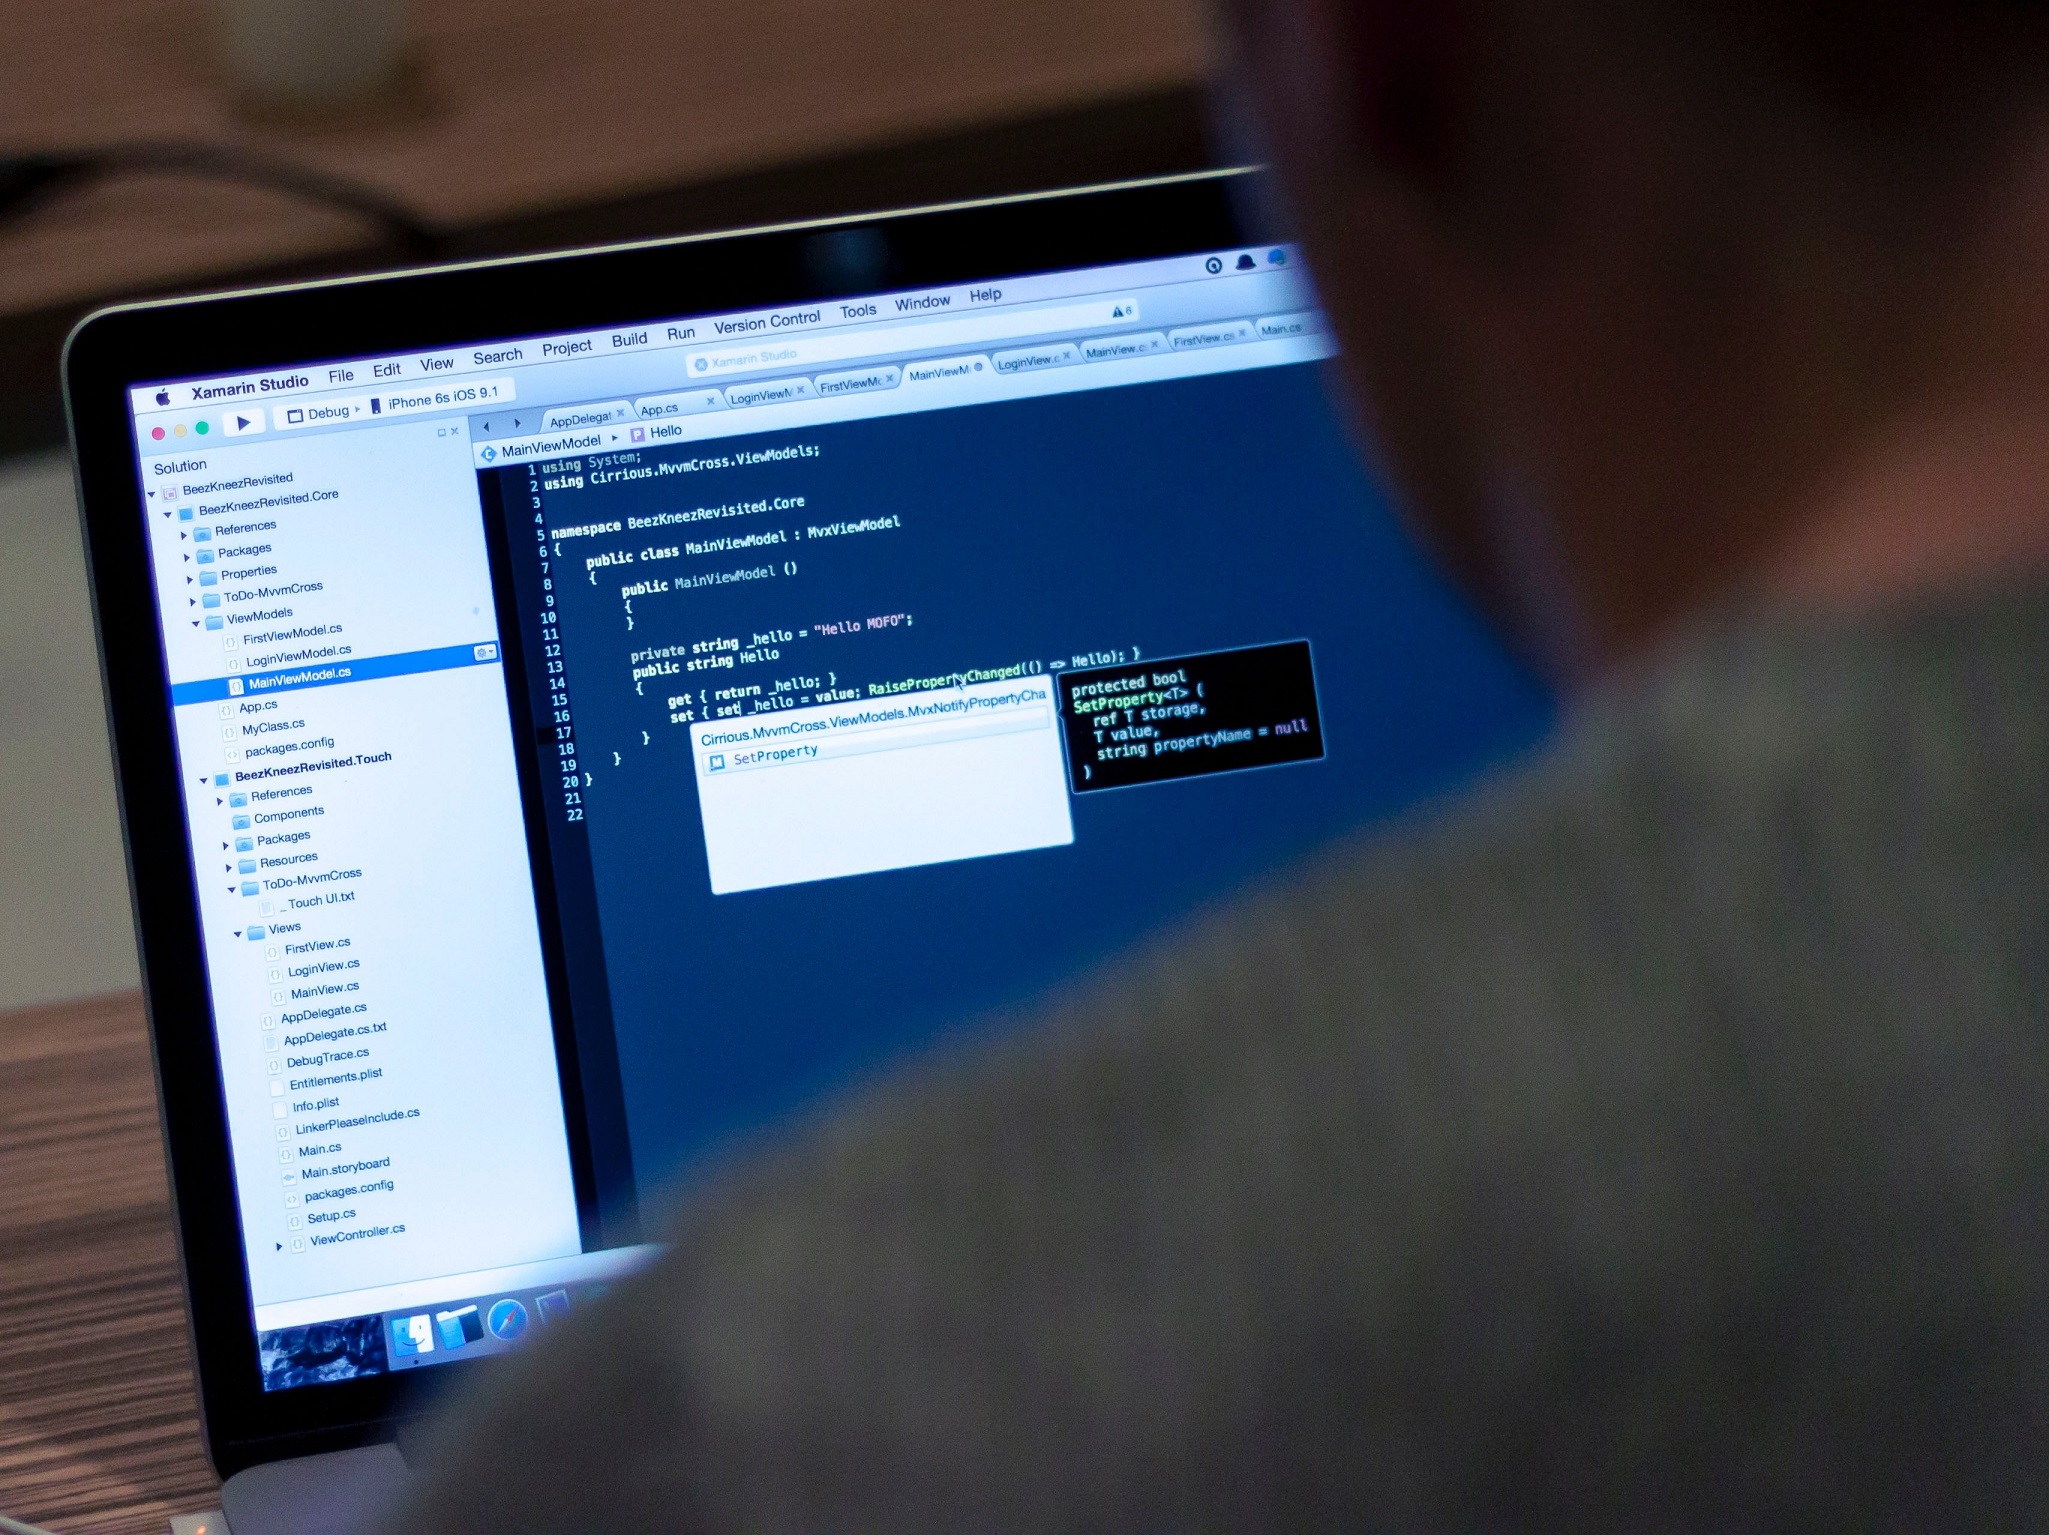 Xamarin Studio File Edit View Search Project Build Run Version Control Tools Window Help
Debug iPhone 6s iOS 9.1
Xamarin Studio
6
AppDelegat App.cs LoginViewM FirstViewMc MainViewM LoginView.c MainView.c FirstView.cs Main.cs
MainViewModel Hello
Solution
BeezKneezRevisited
BeezKneezRevisited.Core
References
Packages
Properties
ToDo-MvvmCross
ViewModels
FirstViewModel.cs
LoginViewModel.cs
MainViewModel.cs
App.cs
MyClass.cs
packages.config
BeezKneezRevisited.Touch
References
Components
Packages
Resources
ToDo-MvvmCross
_Touch UI.txt
Views
FirstView.cs
LoginView.cs
MainView.cs
AppDelegate.cs
AppDelegate.cs.txt
DebugTrace.cs
Entitlements.plist
Info.plist
LinkerPleaseInclude.cs
Main.cs
Main.storyboard
packages.config
Setup.cs
ViewController.cs
1 using System;
2 using Cirrious.MvvmCross.ViewModels;
3
4
5 namespace BeezKneezRevisited.Core
6 {
7 public class MainViewModel : MvxViewModel
8 {
9 public MainViewModel ()
10 {
11 }
12
13 private string _hello = "Hello MOFO";
14 public string Hello
15 {
16 get { return _hello; }
17 set { set _hello = value; RaisePropertyChanged(() => Hello); }
18 }
19 }
20 }
21
22
Cirrious.MvvmCross.ViewModels.MvxNotifyPropertyCha
SetProperty
protected bool
SetProperty<T> (
ref T storage,
T value,
string propertyName = null
)